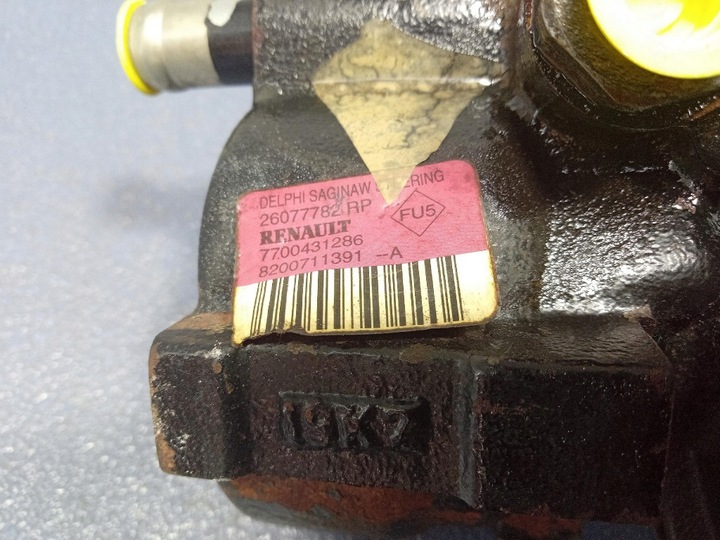 DELPHI SAGINAW
26077782 RP
FU5
RENAULT
7700431286
8200711391 -- A